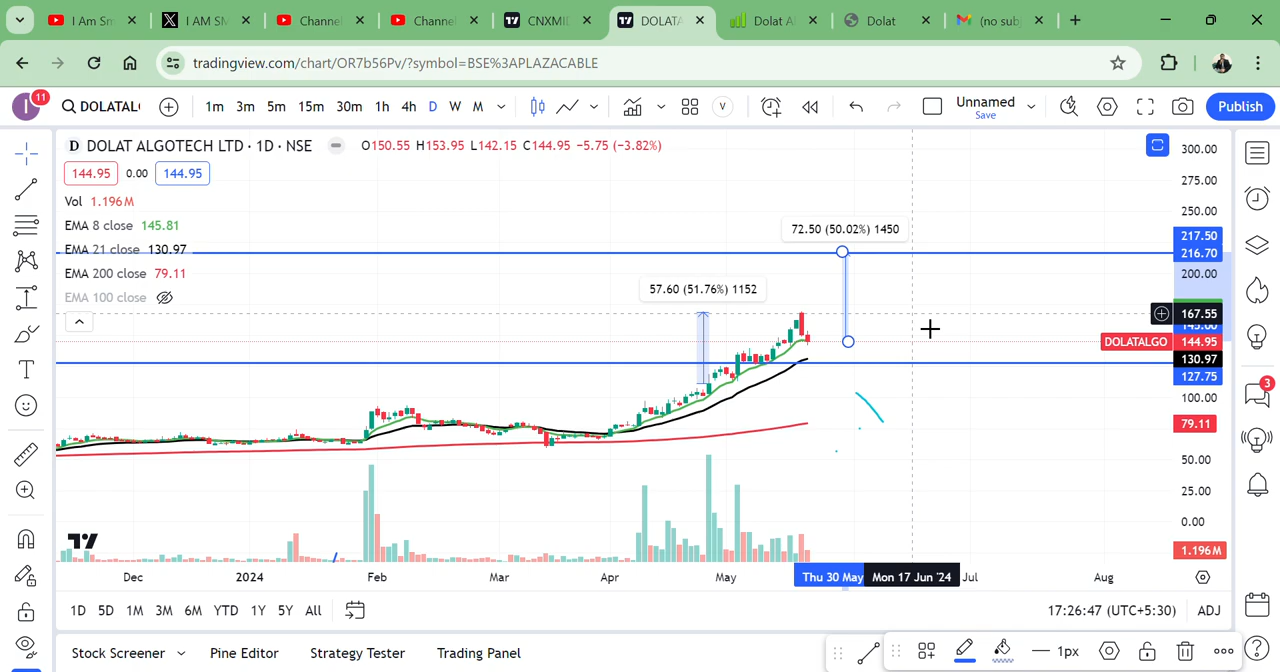 I Am Sm
I AM SM
Channel
Channel
CNXMID
DOLATA
Dolat Al
Dolat
(no sub
tradingview.com/chart/OR7b56Pv/?symbol=BSE%3APLAZACABLE
I
11
DOLATAL
1m 3m 5m 15m 30m 1h 4h D W M
V
Unnamed
Save
Publish
D DOLAT ALGOTECH LTD · 1D · NSE
O150.55 H153.95 L142.15 C144.95 −5.75 (−3.82%)
144.95 0.00 144.95
Vol 1.196M
EMA 8 close 145.81
EMA 21 close 130.97
EMA 200 close 79.11
EMA 100 close
72.50 (50.02%) 1450
57.60 (51.76%) 1152
300.00
275.00
250.00
217.50
216.70
200.00
167.55
DOLATALGO 144.95
130.97
127.75
100.00
79.11
50.00
25.00
0.00
1.196M
3
Dec 2024 Feb Mar Apr May Thu 30 May Mon 17 Jun '24 Jul Aug
1D 5D 1M 3M 6M YTD 1Y 5Y All
17:26:47 (UTC+5:30) ADJ
Stock Screener Pine Editor Strategy Tester Trading Panel
1px